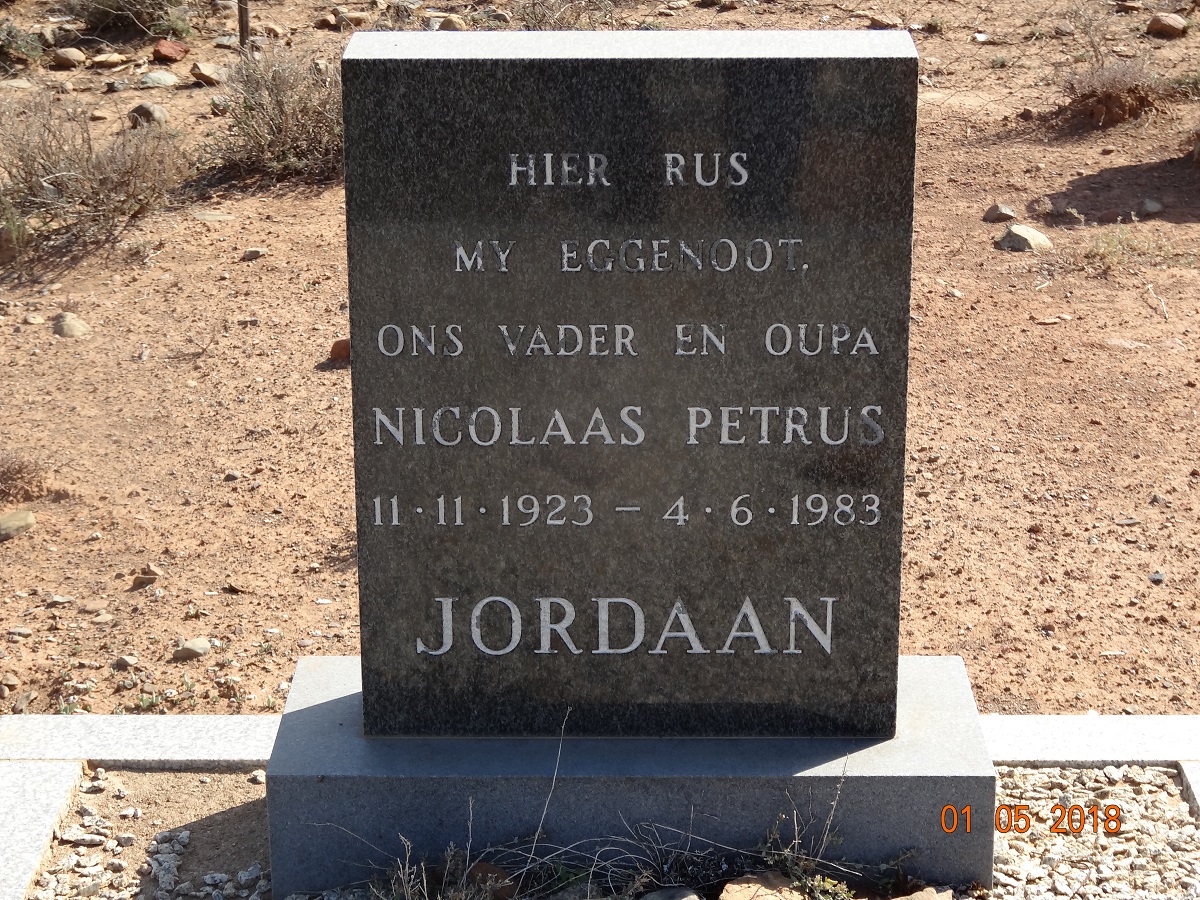 HIER RUS
MY EGGENOOT.
ONS VADER EN OUPA
NICOLAAS PETRUS
11·11·1923 – 4·6·1983
JORDAAN
01 05 2018